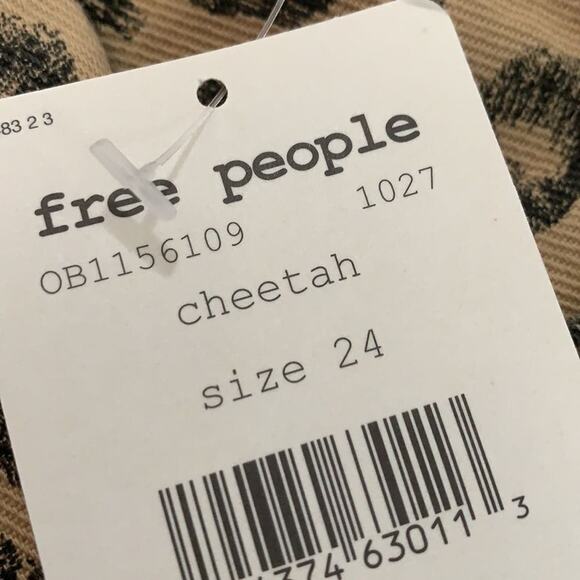 83 2 3
free people
OB1156109 1027
cheetah
size 24
374 63011 3